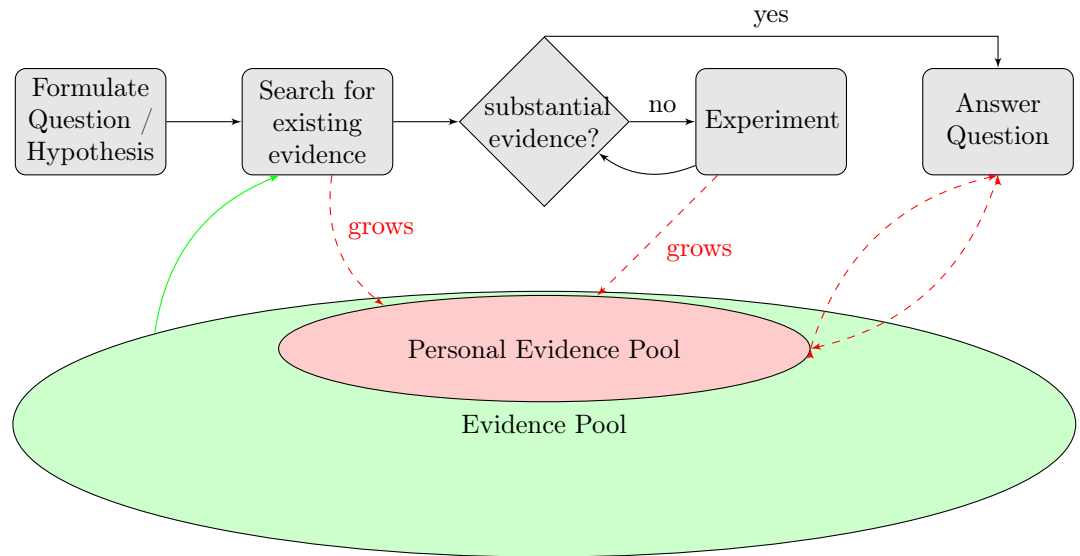 yes
Formulate
Question /
Hypothesis
Search for
existing
evidence
substantial
evidence?
no
Experiment
Answer
Question
grows
grows
Personal Evidence Pool
Evidence Pool